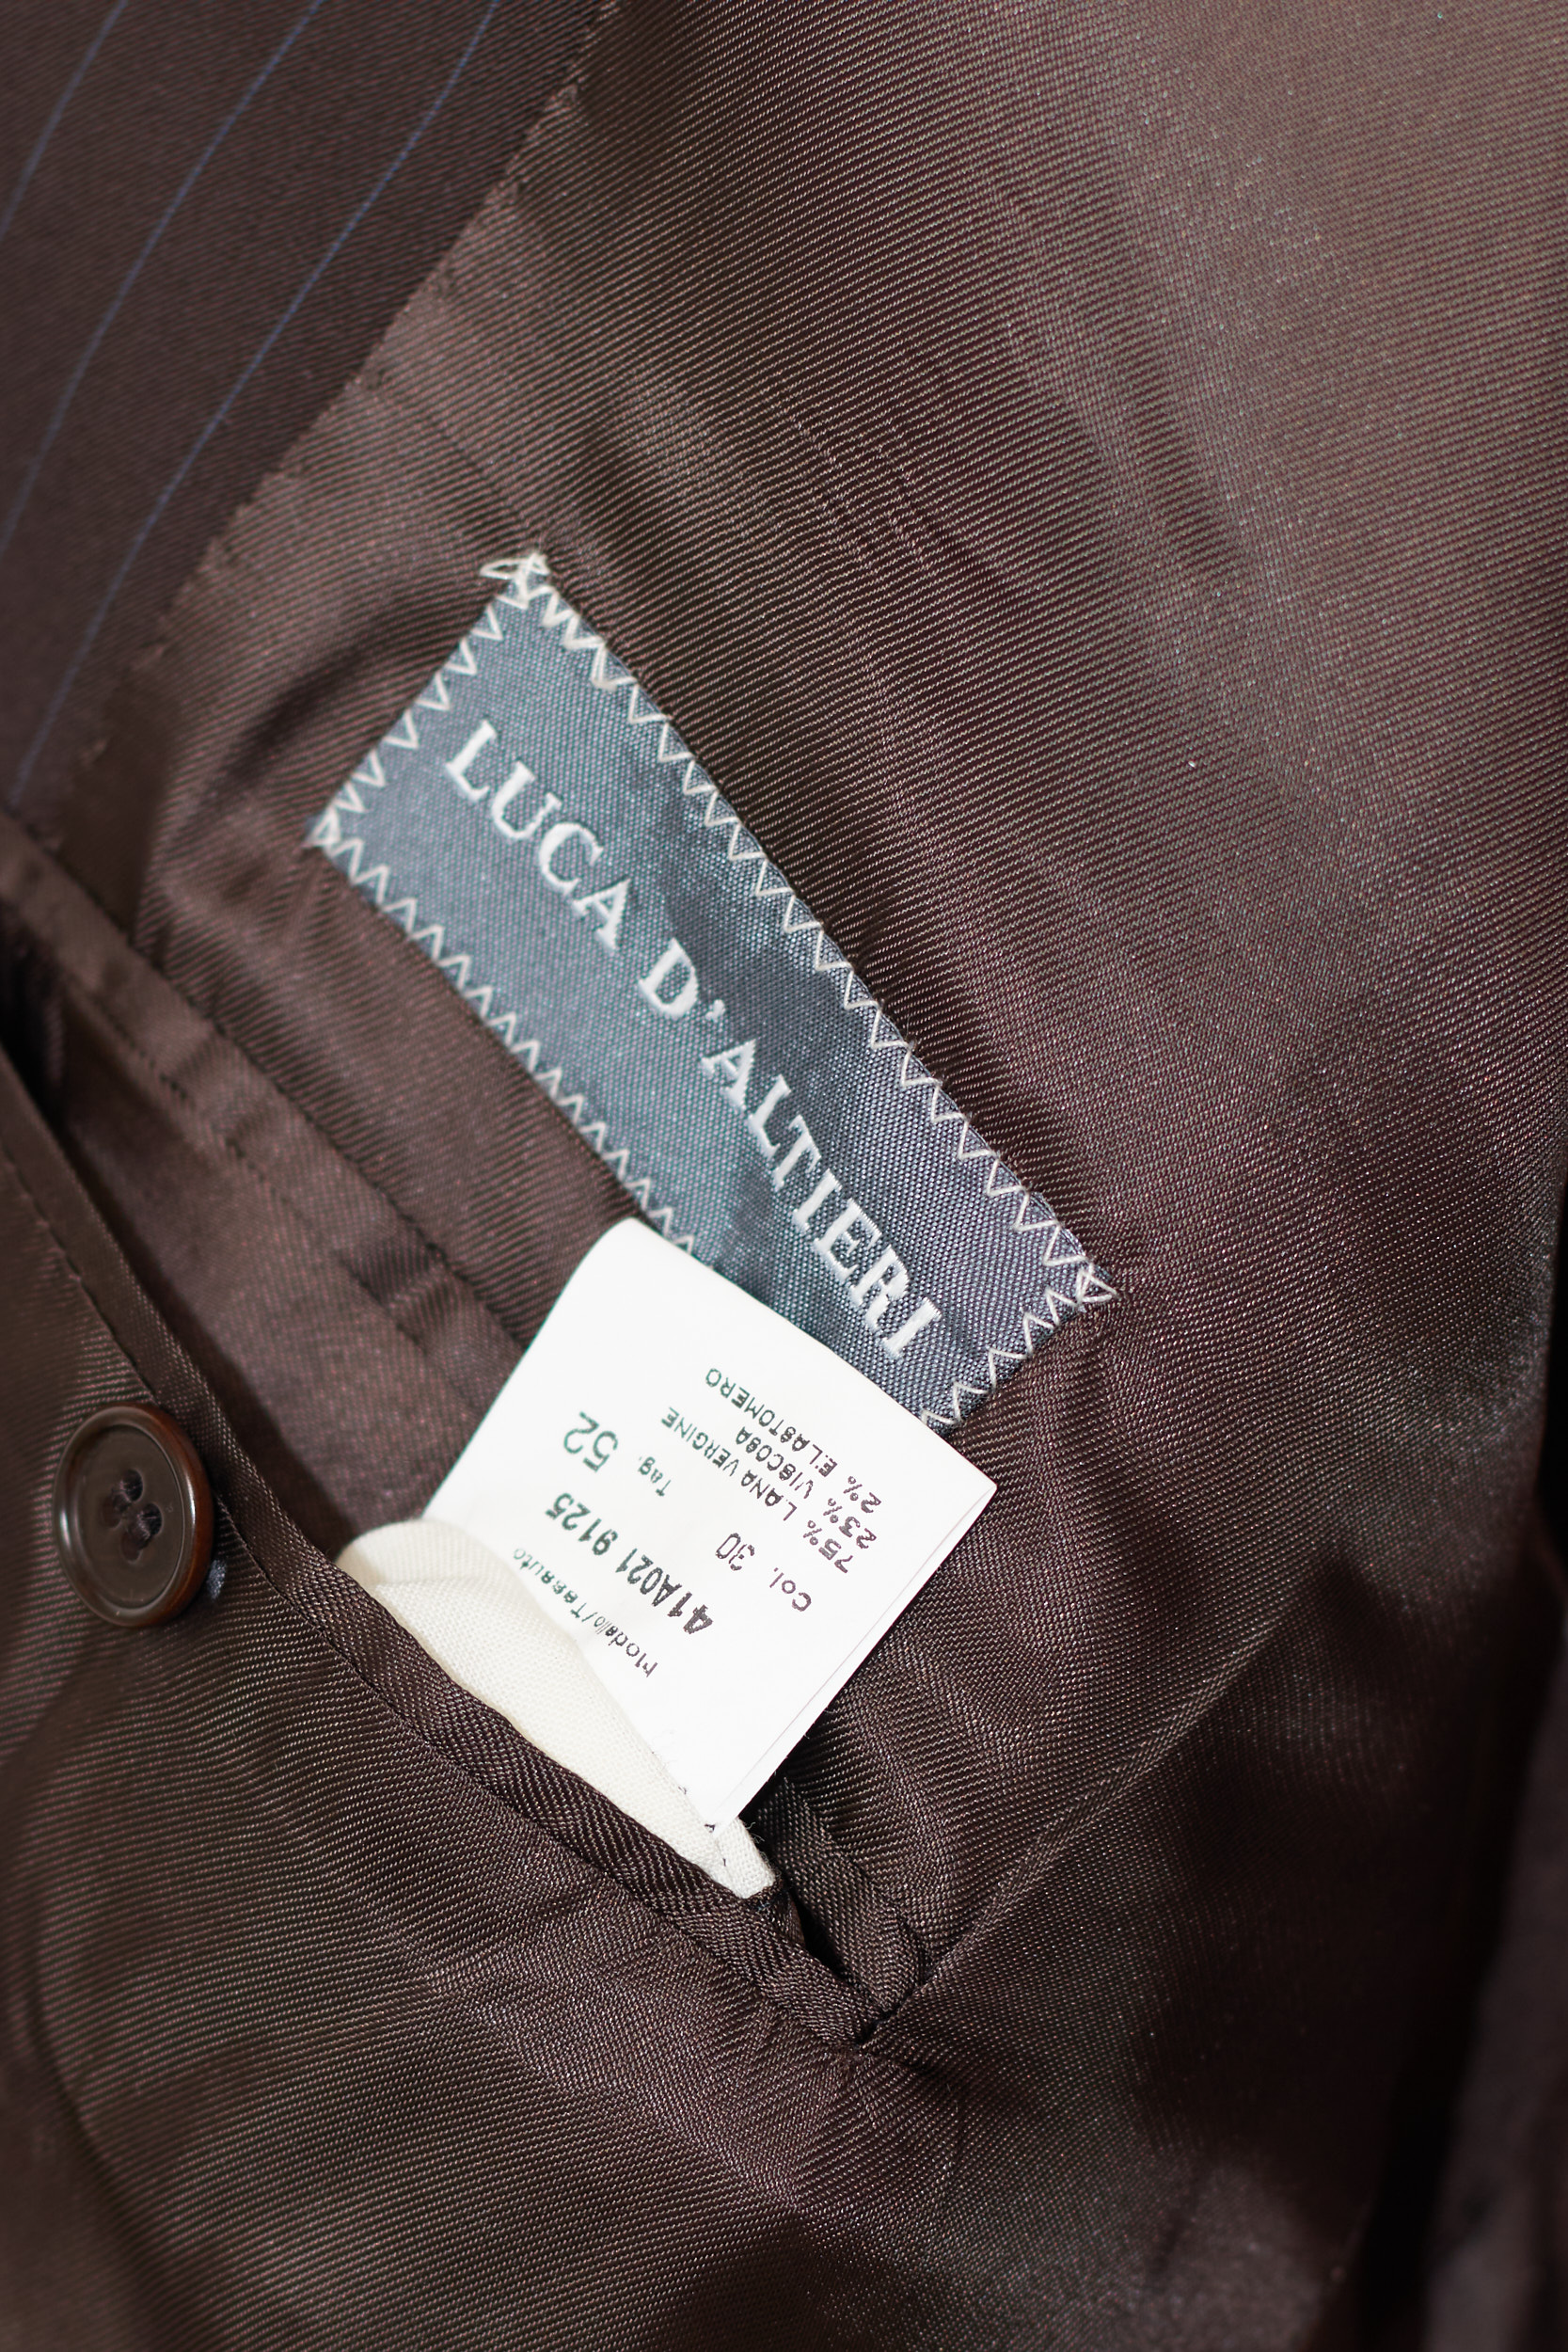 LUCA D'ALTIERI
Modello/Tessuto
41A021 9125
Tag. 52
Col. 30
75% LANA VERGINE
23% VISCOSA
2% ELASTOMERO